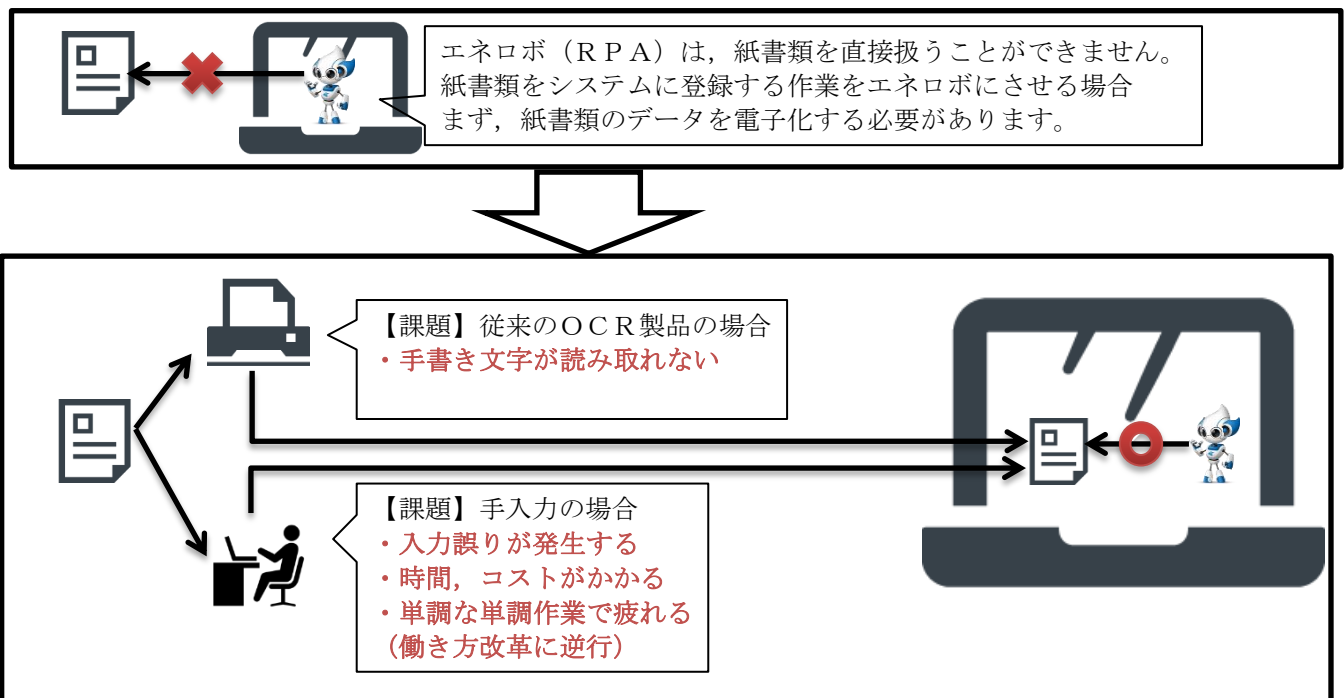 エネロボ（ＲＰＡ）は，紙書類を直接扱うことができません。
紙書類をシステムに登録する作業をエネロボにさせる場合
まず，紙書類のデータを電子化する必要があります。
【課題】従来のＯＣＲ製品の場合
・手書き文字が読み取れない
【課題】手入力の場合
・入力誤りが発生する
・時間，コストがかかる
・単調な単調作業で疲れる
（働き方改革に逆行）